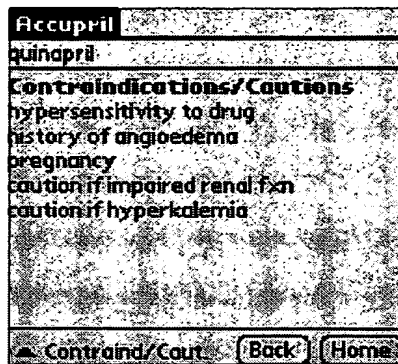 Accupril
quinapril
Contraindications/Cautions
hypersensitivity to drug
history of angioedema
pregnancy
caution if impaired renal fxn
caution if hyperkalemia
Contraind/Caut. Back Home